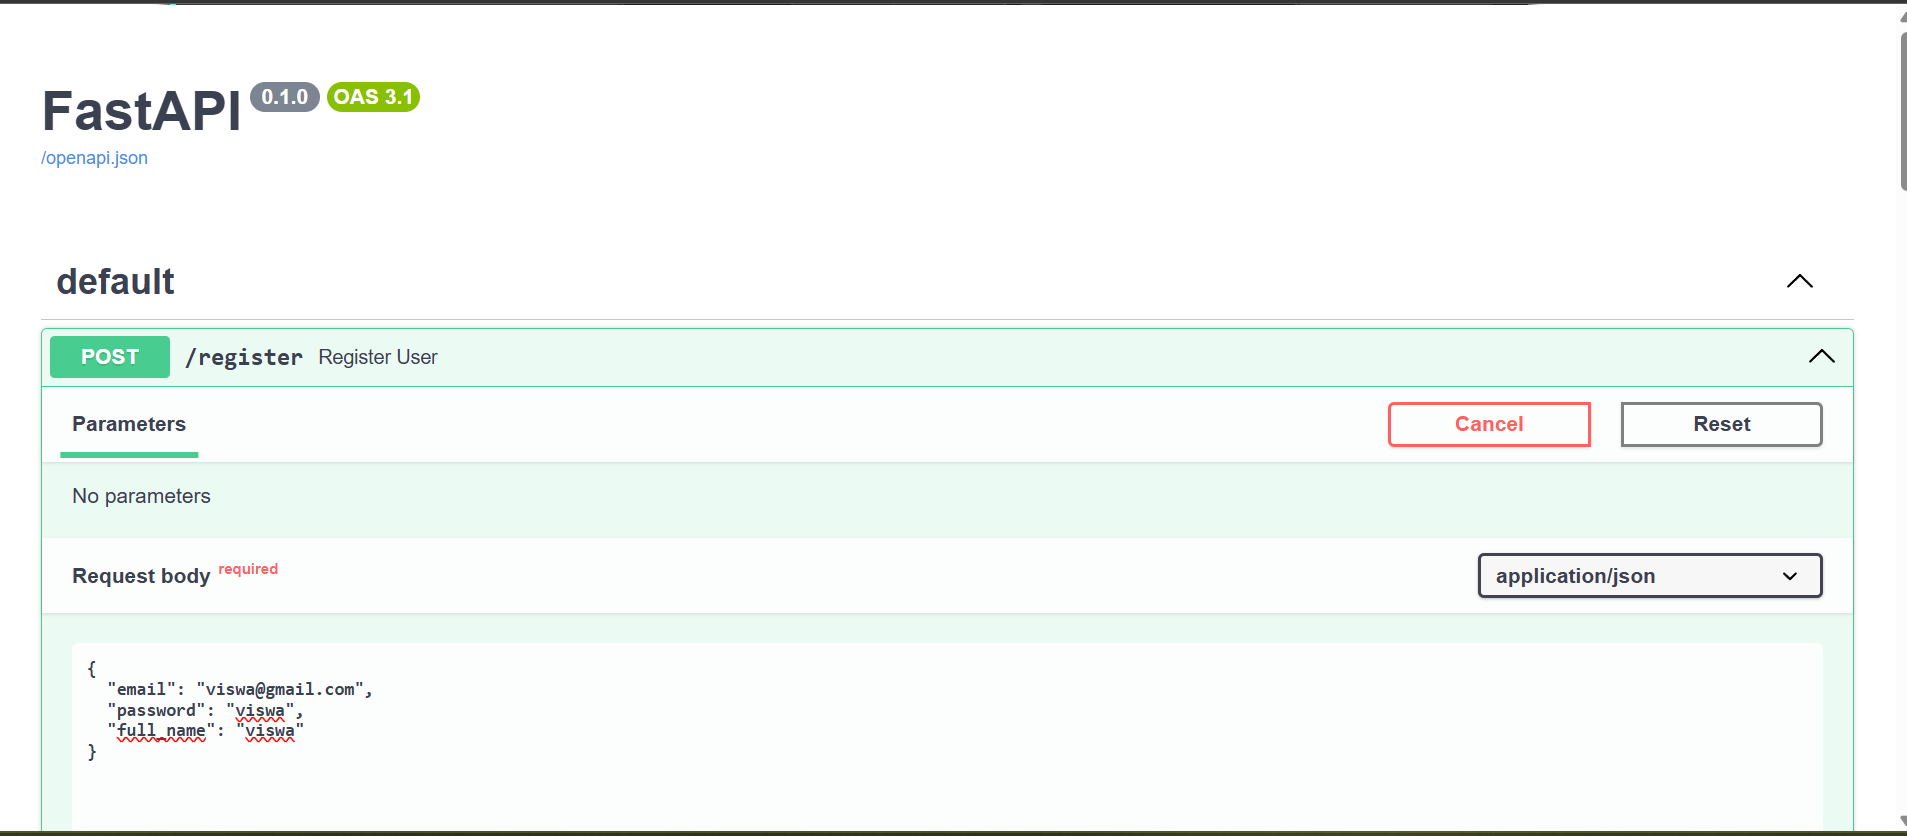 FastAPI 0.1.0 OAS 3.1
/openapi.json
default
POST /register Register User
Parameters Cancel Reset
No parameters
Request body required application/json
{
"email": "viswa@gmail.com",
"password": "viswa",
"full_name": "viswa"
}